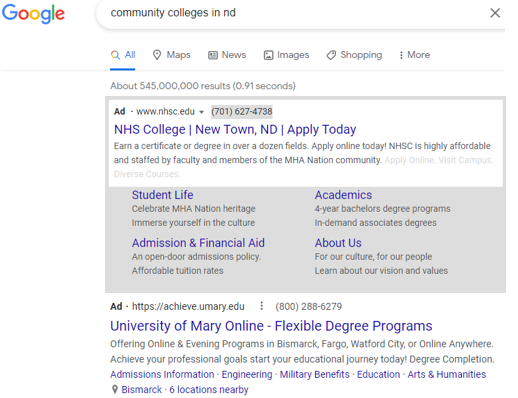 Google
community colleges in nd
All Maps News Images Shopping More
About 545,000,000 results (0.91 seconds)
Ad · www.nhsc.edu (701) 627-4738
NHS College | New Town, ND | Apply Today
Earn a certificate or degree in over a dozen fields. Apply online today! NHSC is highly affordable
and staffed by faculty and members of the MHA Nation community. Apply Online. Visit Campus.
Diverse Courses.
Student Life
Celebrate MHA Nation heritage
Immerse yourself in the culture
Academics
4-year bachelors degree programs
In-demand associates degrees
Admission & Financial Aid
An open-door admissions policy.
Affordable tuition rates
About Us
For our culture, for our people
Learn about our vision and values
Ad · https://achieve.umary.edu (800) 288-6279
University of Mary Online - Flexible Degree Programs
Offering Online & Evening Programs in Bismarck, Fargo, Watford City, or Online Anywhere.
Achieve your professional goals start your educational journey today! Degree Completion.
Admissions Information · Engineering · Military Benefits · Education · Arts & Humanities
Bismarck · 6 locations nearby